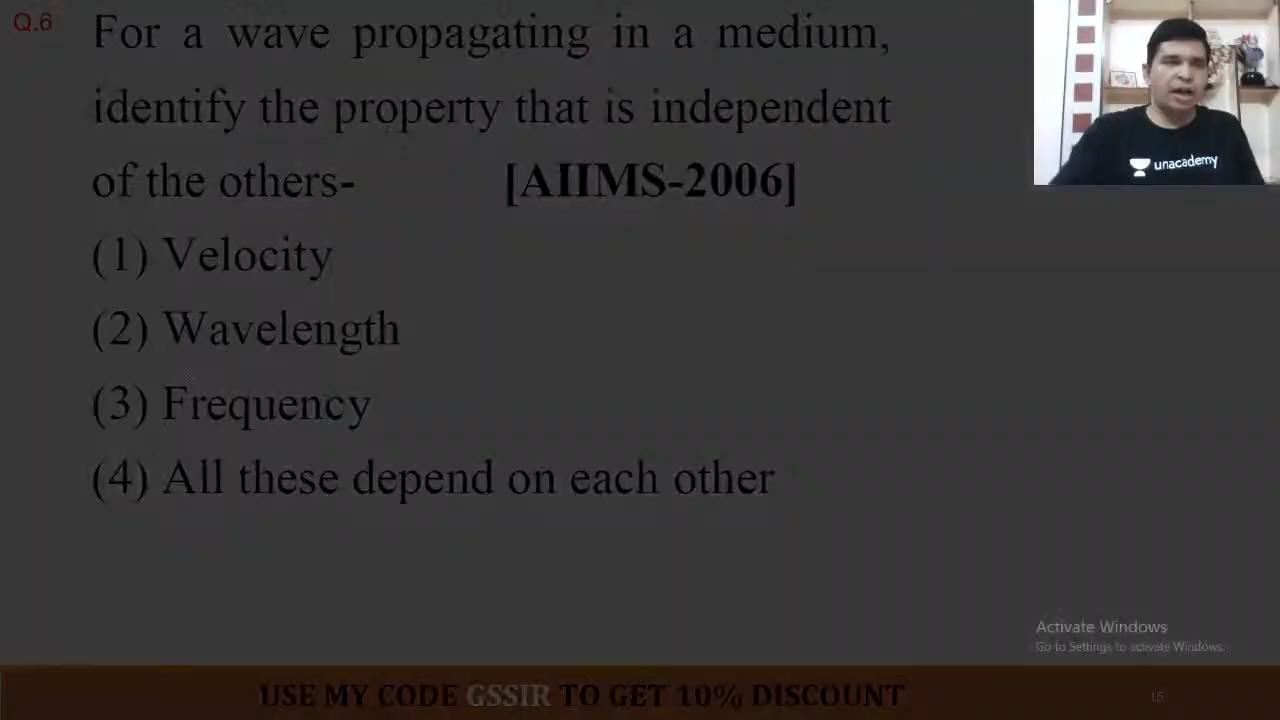 Q.6
For a wave propagating in a medium,
identify the property that is independent
of the others- [AIIMS-2006]
(1) Velocity
(2) Wavelength
(3) Frequency
(4) All these depend on each other
unacademy
Activate Windows
Go to Settings to activate Windows.
USE MY CODE GSSIR TO GET 10% DISCOUNT
15